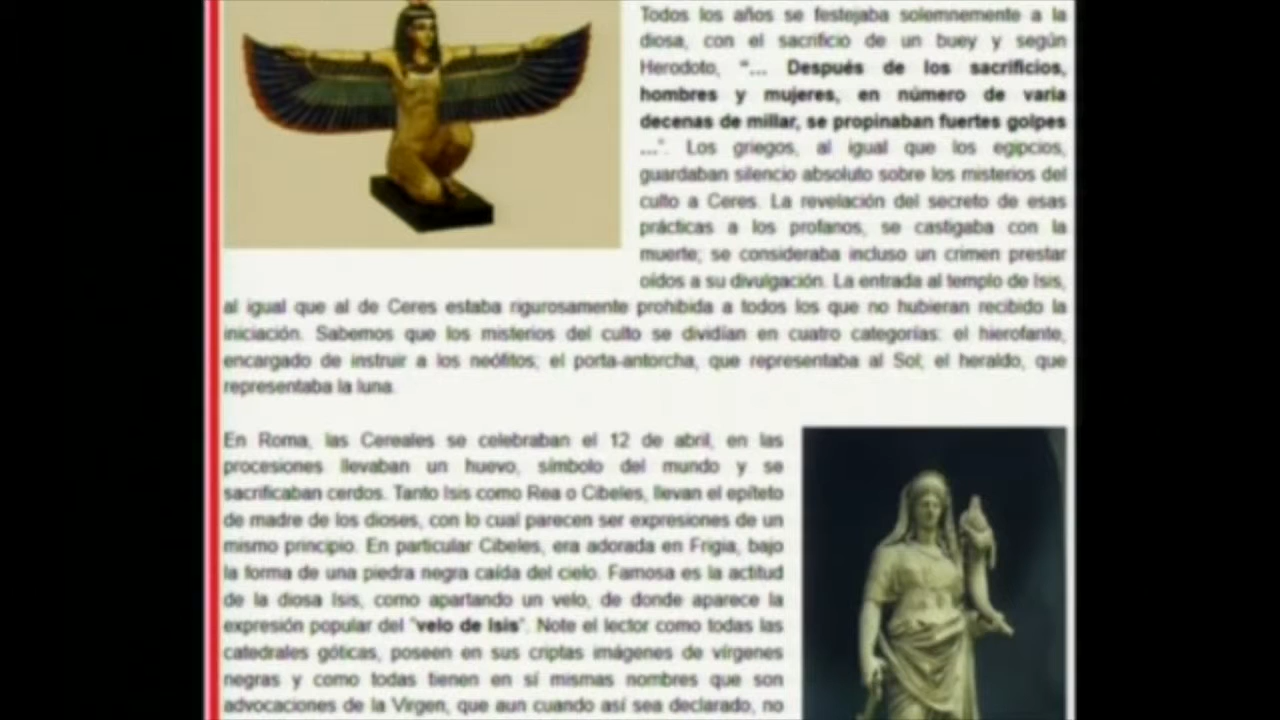 Todos los años se festejaba solemnemente a la
diosa, con el sacrificio de un buey y según
Herodoto, "... Después de los sacrificios,
hombres y mujeres, en número de varia
decenas de millar, se propinaban fuertes golpes
...". Los griegos, al igual que los egipcios,
guardaban silencio absoluto sobre los misterios del
culto a Ceres. La revelación del secreto de esas
prácticas a los profanos, se castigaba con la
muerte; se consideraba incluso un crimen prestar
oídos a su divulgación. La entrada al templo de Isis,
al igual que al de Ceres estaba rigurosamente prohibida a todos los que no hubieran recibido la
iniciación. Sabemos que los misterios del culto se dividían en cuatro categorías: el hierofante,
encargado de instruir a los neófitos; el porta-antorcha, que representaba al Sol; el heraldo, que
representaba la luna.
En Roma, las Cereales se celebraban el 12 de abril, en las
procesiones llevaban un huevo, símbolo del mundo y se
sacrificaban cerdos. Tanto Isis como Rea o Cibeles, llevan el epíteto
de madre de los dioses, con lo cual parecen ser expresiones de un
mismo principio. En particular Cibeles, era adorada en Frigia, bajo
la forma de una piedra negra caída del cielo. Famosa es la actitud
de la diosa Isis, como apartando un velo, de donde aparece la
expresión popular del "velo de Isis". Note el lector como todas las
catedrales góticas, poseen en sus criptas imágenes de vírgenes
negras y como todas tienen en sí mismas nombres que son
advocaciones de la Virgen, que aun cuando así sea declarado, no